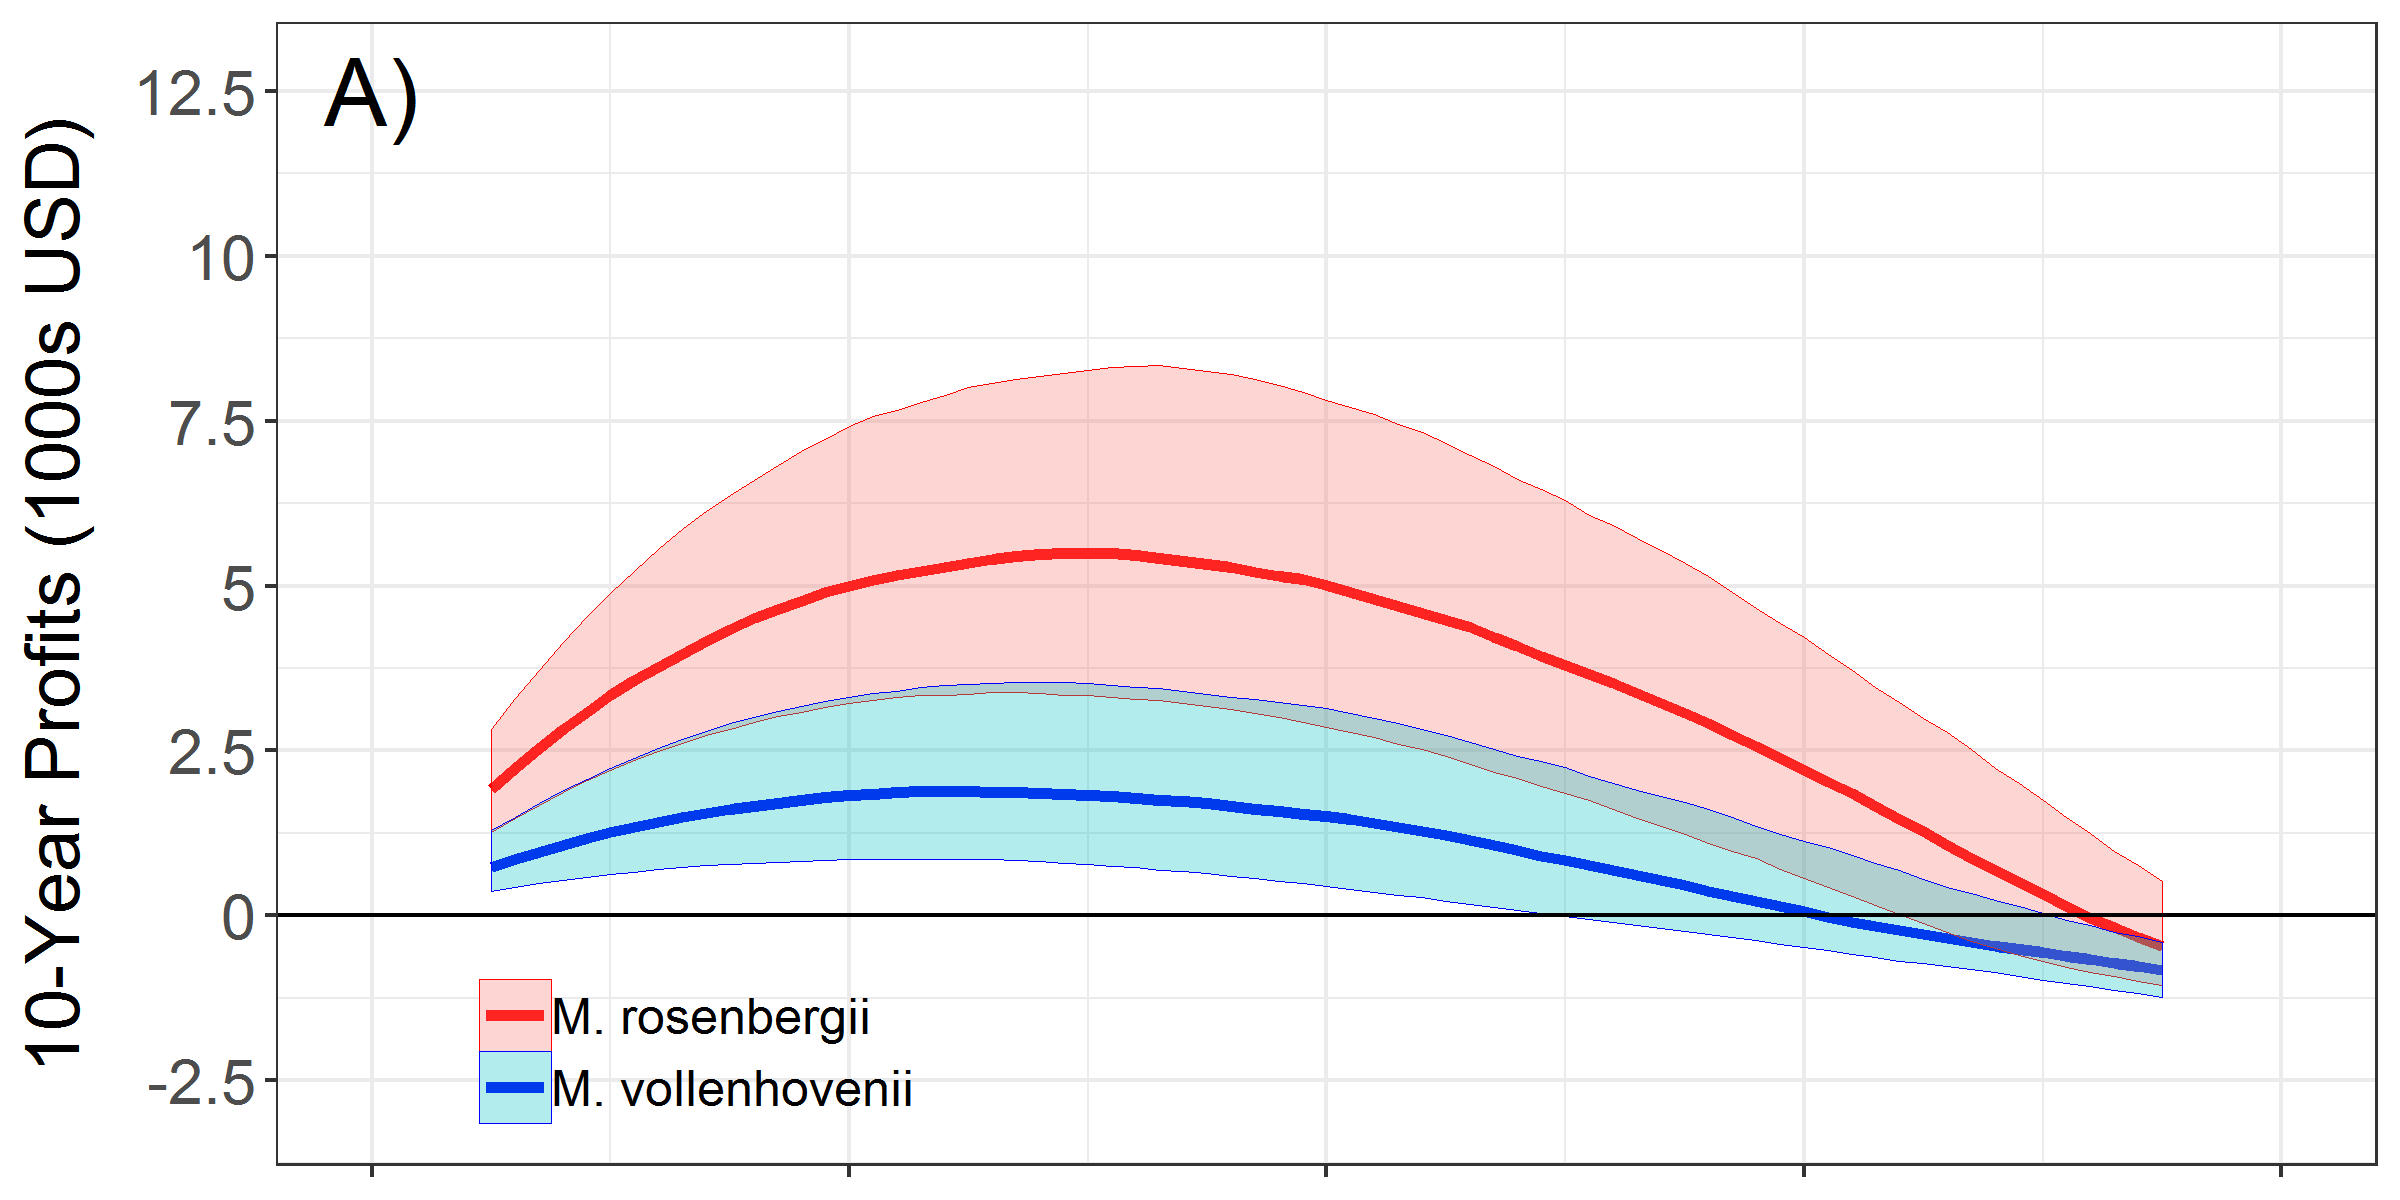 A)
10-Year Profits (1000s USD)
12.5
10
7.5
5
2.5
0
-2.5
M. rosenbergii
M. vollenhovenii